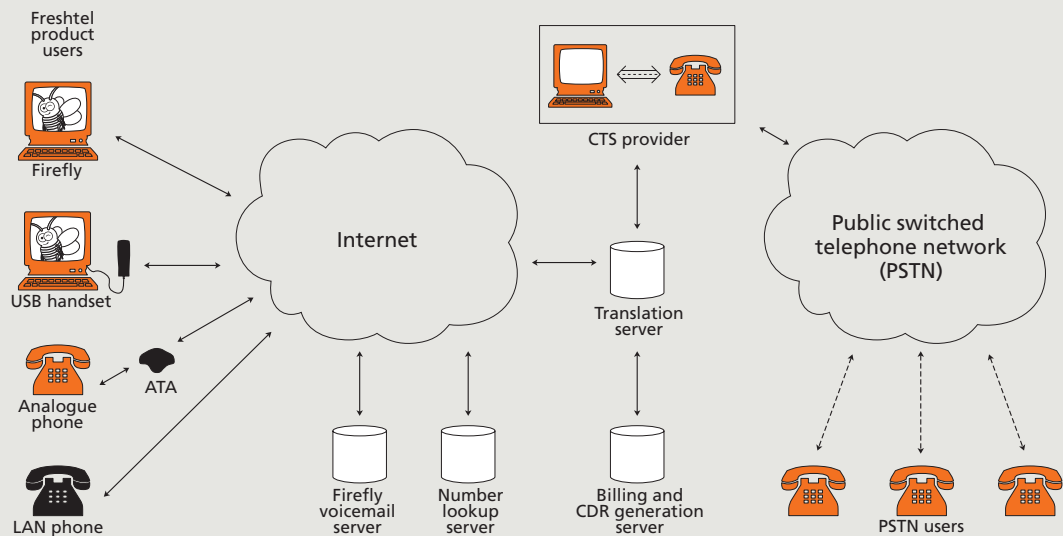 Freshtel
product
users
Firefly
USB handset
Analogue
phone
ATA
LAN phone
Internet
Firefly
voicemail
server
Number
lookup
server
CTS provider
Translation
server
Billing and
CDR generation
server
Public switched
telephone network
(PSTN)
PSTN users